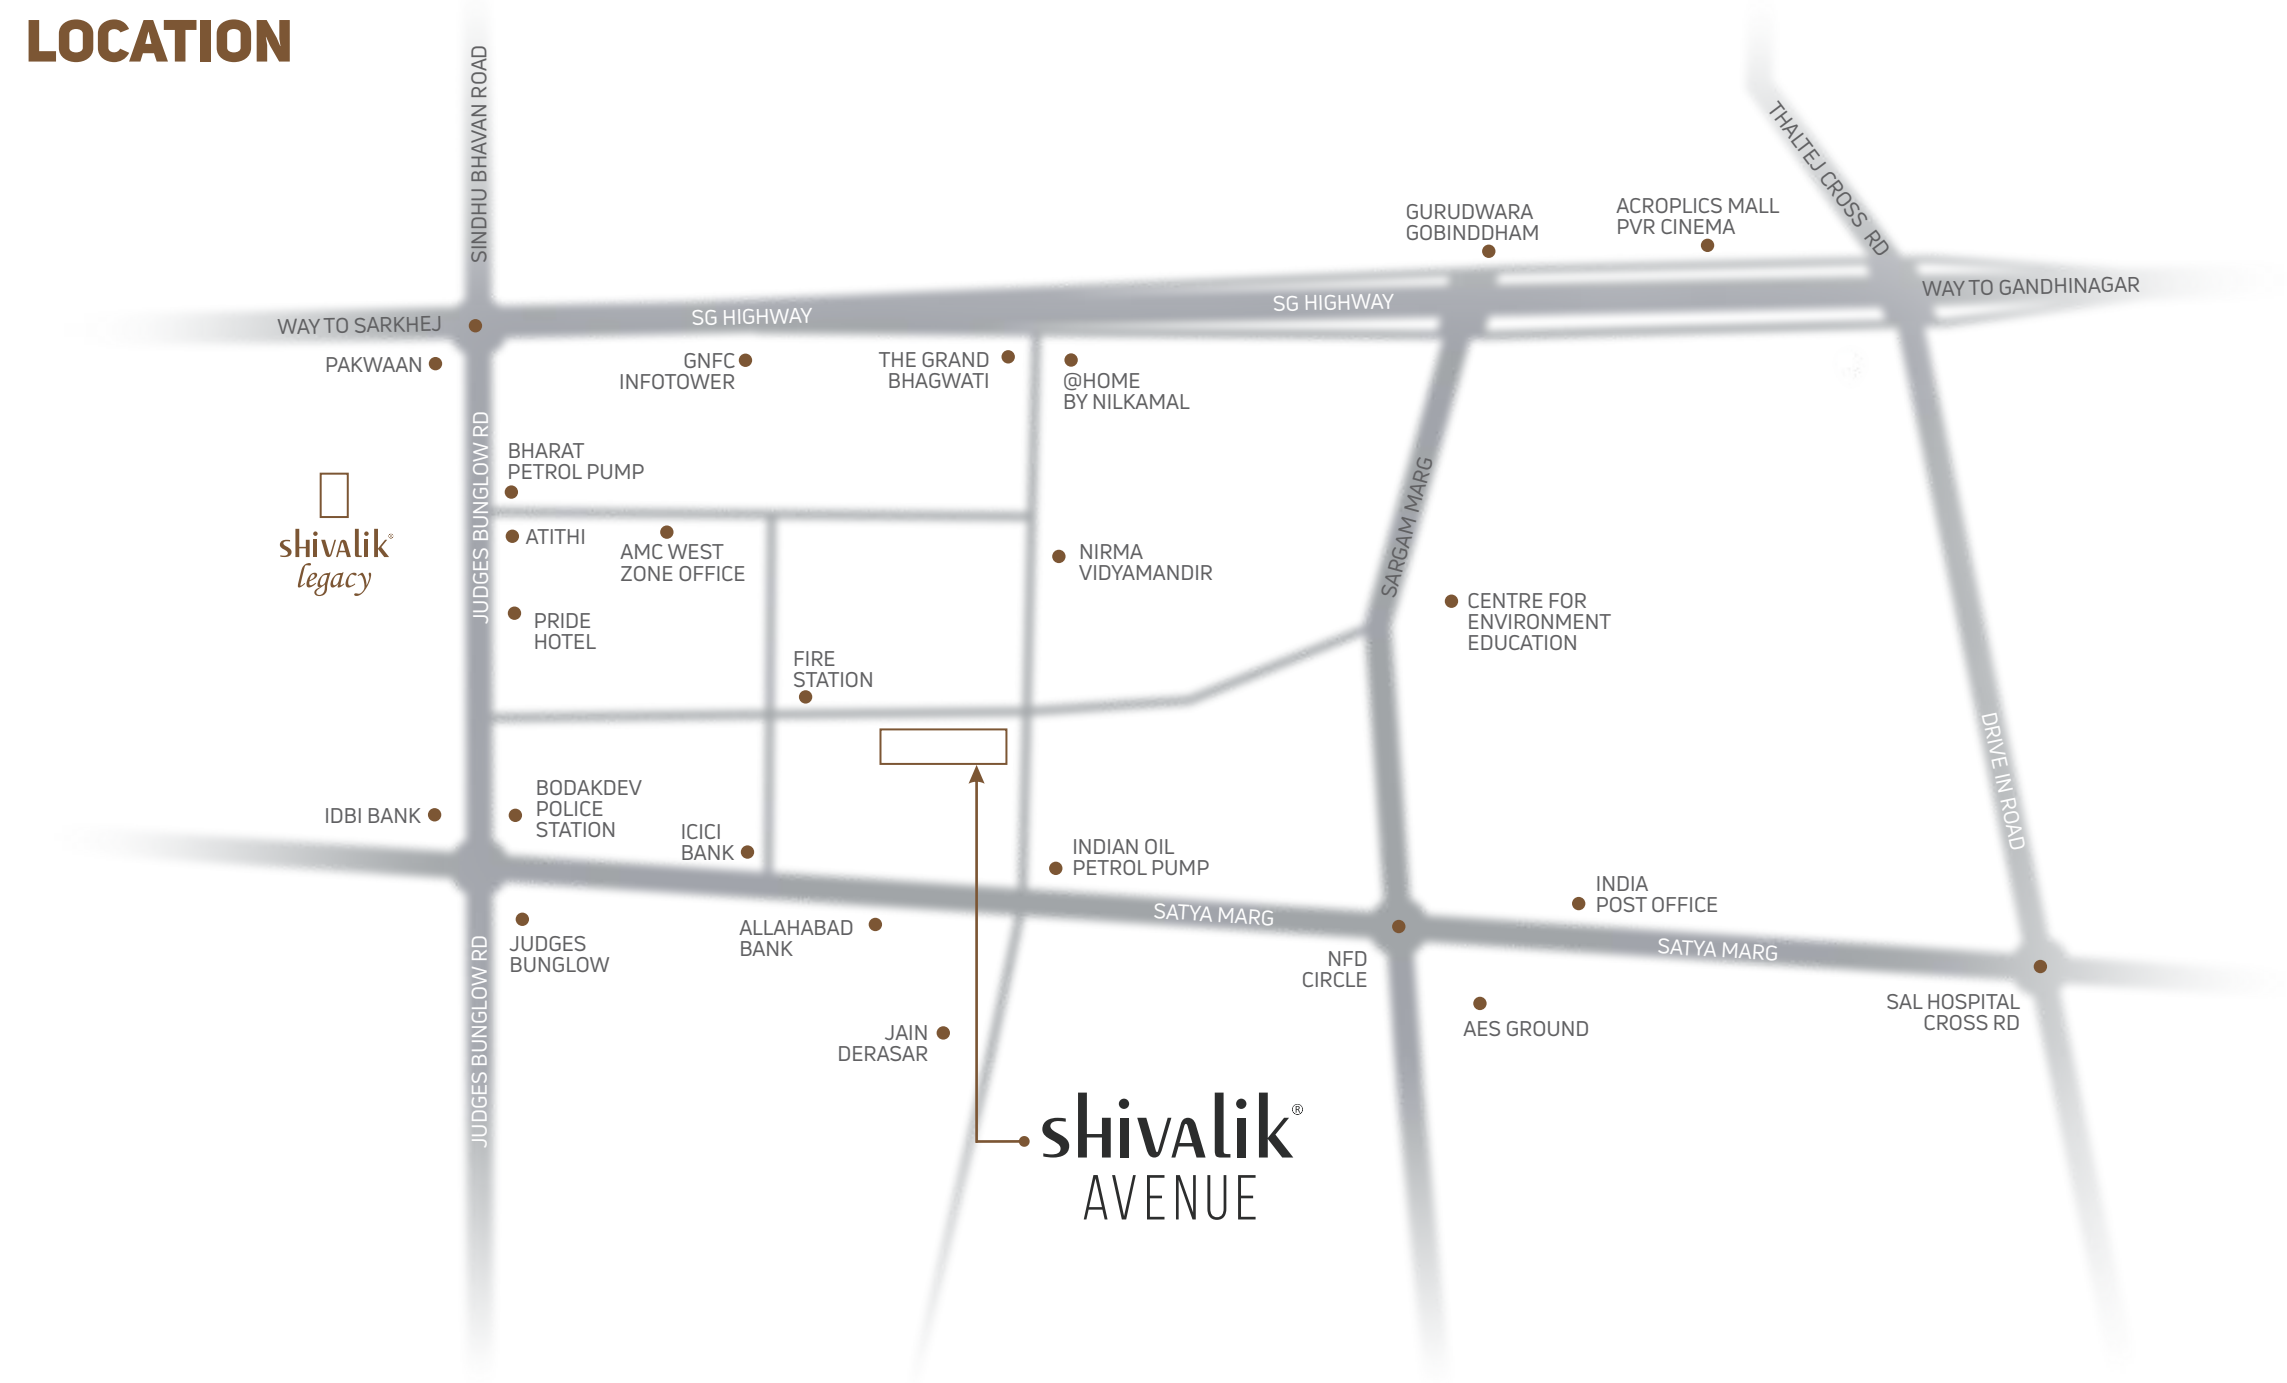 LOCATION
SINDHU BHAVAN ROAD
THALTEJ CROSS RD
GURUDWARA
GOBINDDHAM
ACROPLICS MALL
PVR CINEMA
WAY TO SARKHEJ
SG HIGHWAY
SG HIGHWAY
WAY TO GANDHINAGAR
PAKWAAN
GNFC
INFOTOWER
THE GRAND
BHAGWATI
@HOME
BY NILKAMAL
JUDGES BUNGLOW RD
BHARAT
PETROL PUMP
SARGAM MARG
shivalik®
legacy
ATITHI
AMC WEST
ZONE OFFICE
NIRMA
VIDYAMANDIR
PRIDE
HOTEL
CENTRE FOR
ENVIRONMENT
EDUCATION
FIRE
STATION
DRIVE IN ROAD
IDBI BANK
BODAKDEV
POLICE
STATION
ICICI
BANK
INDIAN OIL
PETROL PUMP
INDIA
POST OFFICE
SATYA MARG
SATYA MARG
JUDGES BUNGLOW RD
JUDGES
BUNGLOW
ALLAHABAD
BANK
NFD
CIRCLE
SAL HOSPITAL
CROSS RD
AES GROUND
JAIN
DERASAR
shivalik®
AVENUE